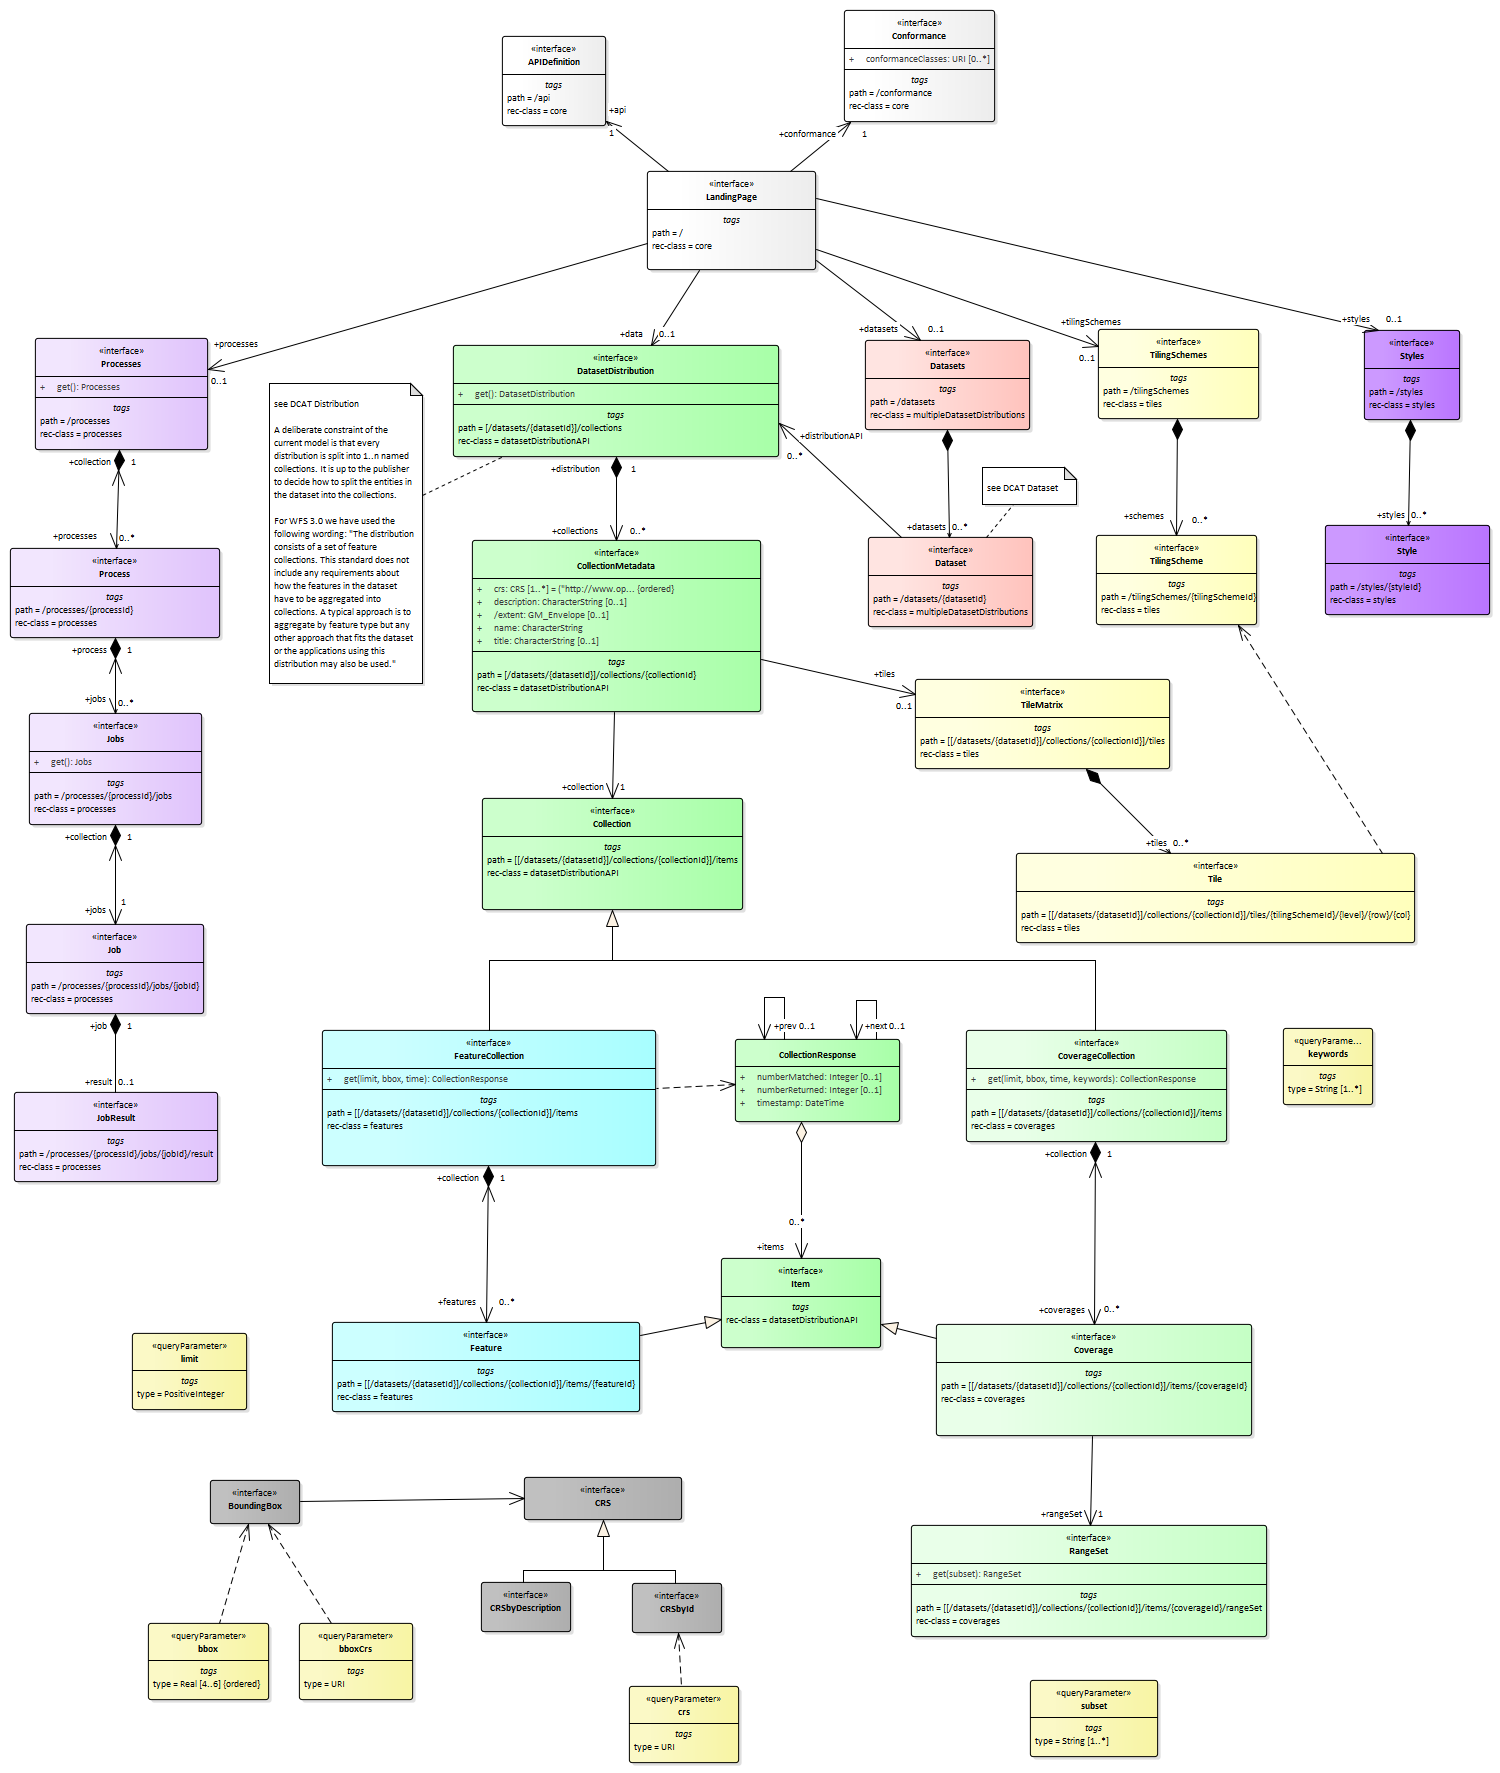 «interface»
Conformance
+ conformanceClasses: URI [0..*]
tags
path = /conformance
rec-class = core
«interface»
APIDefinition
tags
path = /api
rec-class = core
+api
1
+conformance
1
«interface»
LandingPage
tags
path = /
rec-class = core
+processes
0..1
+data
0..1
+datasets
0..1
+tilingSchemes
0..1
+styles
0..1
«interface»
Processes
+ get(): Processes
tags
path = /processes
rec-class = processes
«interface»
DatasetDistribution
+ get(): DatasetDistribution
tags
path = [/datasets/{datasetId}]/collections
rec-class = datasetDistributionAPI
«interface»
Datasets
tags
path = /datasets
rec-class = multipleDatasetDistributions
«interface»
TilingSchemes
tags
path = /tilingSchemes
rec-class = tiles
«interface»
Styles
tags
path = /styles
rec-class = styles
see DCAT Distribution
A deliberate constraint of the
current model is that every
distribution is split into 1..n named
collections. It is up to the publisher
to decide how to split the entities in
the dataset into the collections.
For WFS 3.0 we have used the
following wording: "The distribution
consists of a set of feature
collections. This standard does not
include any requirements about
how the features in the dataset
have to be aggregated into
collections. A typical approach is to
aggregate by feature type but any
other approach that fits the dataset
or the applications using this
distribution may also be used."
+distributionAPI
0..*
see DCAT Dataset
+collection
1
+processes
0..*
+distribution
1
+collections
0..*
+datasets
0..*
+schemes
0..*
+styles
0..*
«interface»
Process
tags
path = /processes/{processId}
rec-class = processes
«interface»
CollectionMetadata
+ crs: CRS [1..*] = ("http://www.op... {ordered}
+ description: CharacterString [0..1]
+ /extent: GM_Envelope [0..1]
+ name: CharacterString
+ title: CharacterString [0..1]
tags
path = [/datasets/{datasetId}]/collections/{collectionId}
rec-class = datasetDistributionAPI
«interface»
Dataset
tags
path = /datasets/{datasetId}
rec-class = multipleDatasetDistributions
«interface»
TilingScheme
tags
path = /tilingSchemes/{tilingSchemeId}
rec-class = tiles
«interface»
Style
tags
path = /styles/{styleId}
rec-class = styles
+process
1
+jobs
0..*
+tiles
0..1
«interface»
Jobs
+ get(): Jobs
tags
path = /processes/{processId}/jobs
rec-class = processes
«interface»
TileMatrix
tags
path = [[/datasets/{datasetId}]/collections/{collectionId}]/tiles
rec-class = tiles
+collection
1
«interface»
Collection
tags
path = [[/datasets/{datasetId}]/collections/{collectionId}]/items
rec-class = datasetDistributionAPI
+tiles
0..*
«interface»
Tile
tags
path = [[/datasets/{datasetId}]/collections/{collectionId}]/tiles/{tilingSchemeId}/{level}/{row}/{col}
rec-class = tiles
+collection
1
1
+jobs
«interface»
Job
tags
path = /processes/{processId}/jobs/{jobId}
rec-class = processes
+job
1
+result
0..1
«interface»
JobResult
tags
path = /processes/{processId}/jobs/{jobId}/result
rec-class = processes
«interface»
FeatureCollection
+ get(limit, bbox, time): CollectionResponse
tags
path = [[/datasets/{datasetId}]/collections/{collectionId}]/items
rec-class = features
+prev 0..1
+next 0..1
CollectionResponse
+ numberMatched: Integer [0..1]
+ numberReturned: Integer [0..1]
+ timestamp: DateTime
«interface»
CoverageCollection
+ get(limit, bbox, time, keywords): CollectionResponse
tags
path = [[/datasets/{datasetId}]/collections/{collectionId}]/items
rec-class = coverages
«queryParame...
keywords
tags
type = String [1..*]
+collection
1
+features
0..*
0..*
+items
+collection
1
+coverages
0..*
«interface»
Item
tags
rec-class = datasetDistributionAPI
«interface»
Feature
tags
path = [[/datasets/{datasetId}]/collections/{collectionId}]/items/{featureId}
rec-class = features
«interface»
Coverage
tags
path = [[/datasets/{datasetId}]/collections/{collectionId}]/items/{coverageId}
rec-class = coverages
«queryParameter»
limit
tags
type = PositiveInteger
«interface»
BoundingBox
«interface»
CRS
+rangeSet
1
«interface»
RangeSet
+ get(subset): RangeSet
tags
path = [[/datasets/{datasetId}]/collections/{collectionId}]/items/{coverageId}/rangeSet
rec-class = coverages
«interface»
CRSbyDescription
«interface»
CRSbyId
«queryParameter»
bbox
tags
type = Real [4..6] {ordered}
«queryParameter»
bboxCrs
tags
type = URI
«queryParameter»
crs
tags
type = URI
«queryParameter»
subset
tags
type = String [1..*]